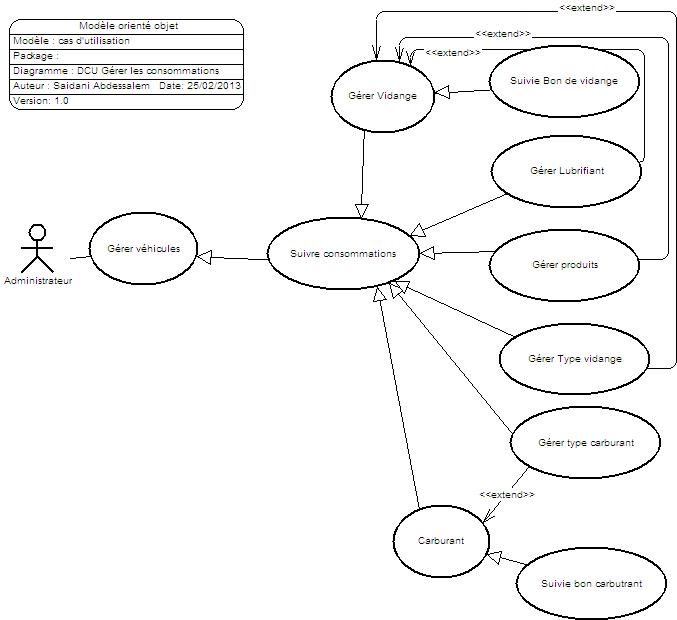 Modèle orienté objet
Modèle : cas d'utilisation
Package :
Diagramme : DCU Gérer les consommations
Auteur : Saidani Abdessalem Date: 25/02/2013
Version: 1.0
<<extend>>
<<extend>>
<<extend>>
Gérer Vidange
Suivie Bon de vidange
Gérer Lubrifiant
Gérer véhicules
Suivre consommations
Gérer produits
Administrateur
Gérer Type vidange
Gérer type carburant
<<extend>>
Carburant
Suivie bon carbutrant